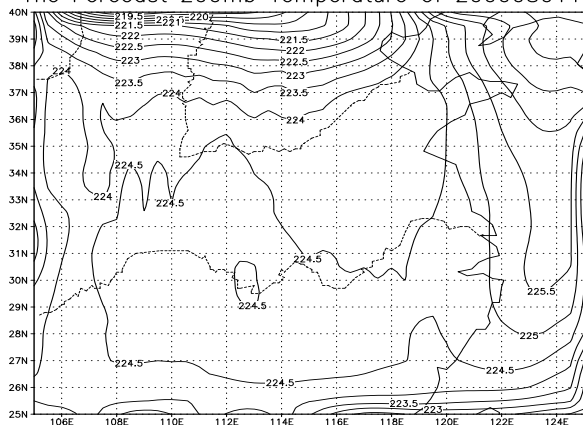 The Forecast 200mb Temperature of
40N 219.5 220 221
221.5 221.5
39N 222 222
222.5 222.5
38N 223 223
224 223.5 223.5
37N 224
36N 224
35N
34N 224.5
33N 224 224.5
32N
31N 224.5
30N 225.5
29N 224.5
28N 225
27N 224.5 224.5
26N 224.5 223.5
25N 223
106E 108E 110E 112E 114E 116E 118E 120E 122E 124E